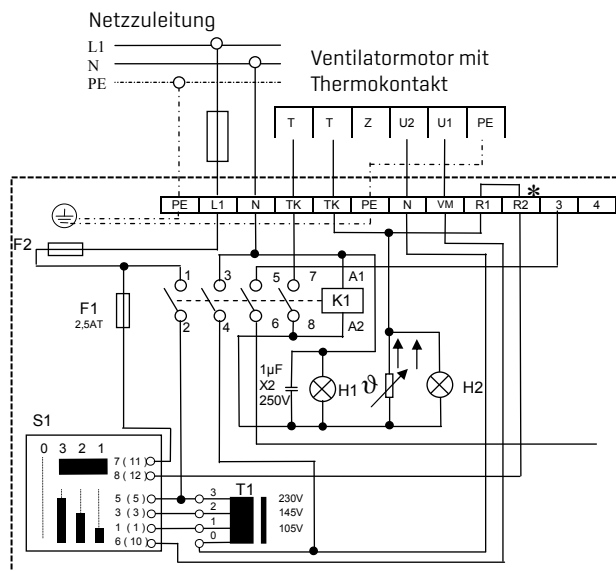 Netzzuleitung
L1
N
PE
Ventilatormotor mit
Thermokontakt
T T Z U2 U1 PE
*
PE L1 N TK TK PE N VM R1 R2 3 4
F2
F1
2,5AT
1 3 5 7 A1
K1
2 4 6 8 A2
1µF
X2
250V
H1
ϑ
H2
S1
0 3 2 1
7 (11)
8 (12)
5 (5)
3 (3)
1 (1)
6 (10)
T1
3 230V
2 145V
1 105V
0